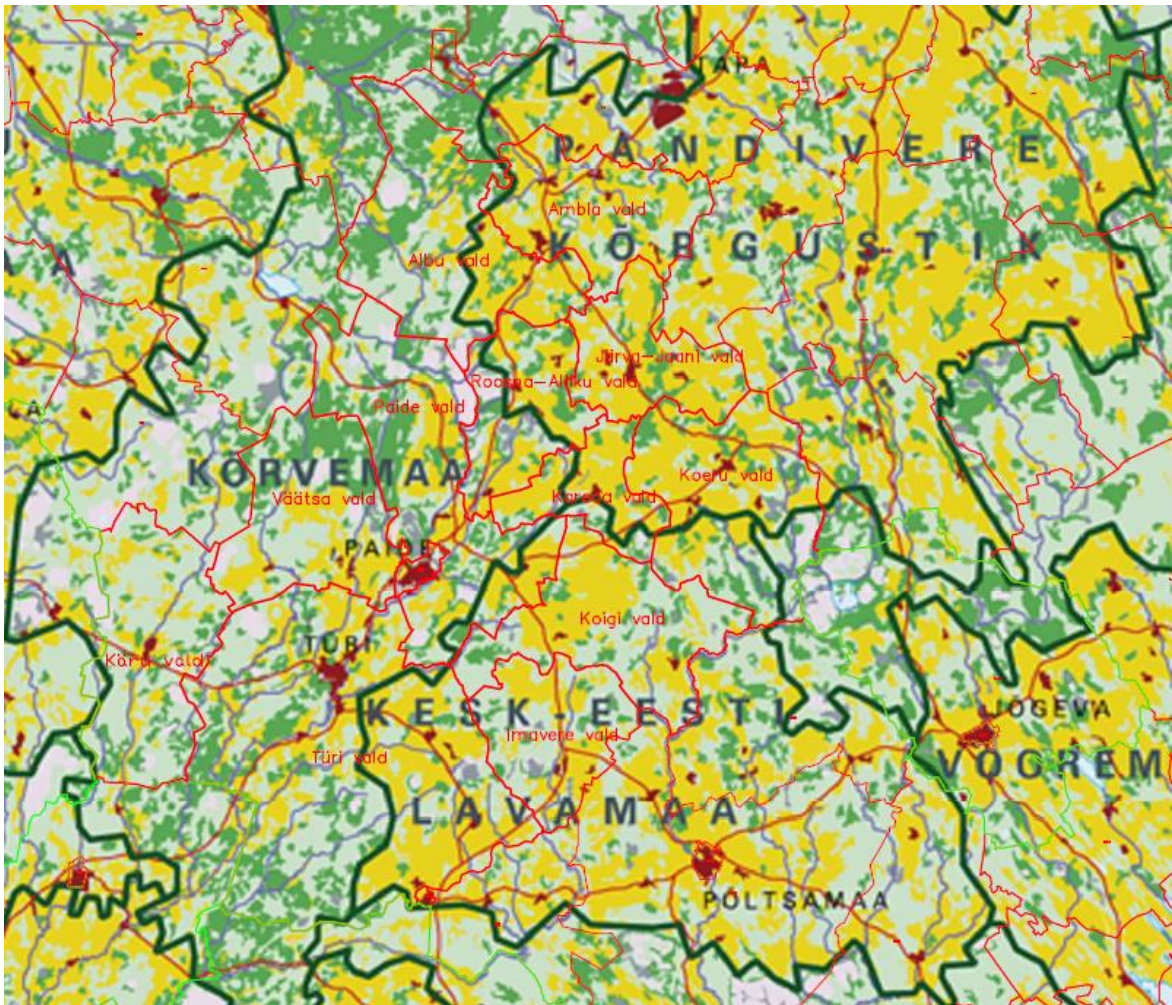 TAPA
PANDIVERE
Ambla vald
KÕRGUSTIK
Albu vald
A A
Järva-Jaani vald
Roosna-Alliku vald
Paide vald
KÕRVEMAA
Koeru vald
Väätsa vald
Kareda vald
PAIDE
Koigi vald
TÜRI
Käru vald
KESK-EESTI
JÕGEVA
Imavere vald
Türi vald
VOOREM
LAVAMAA
PÕLTSAMAA